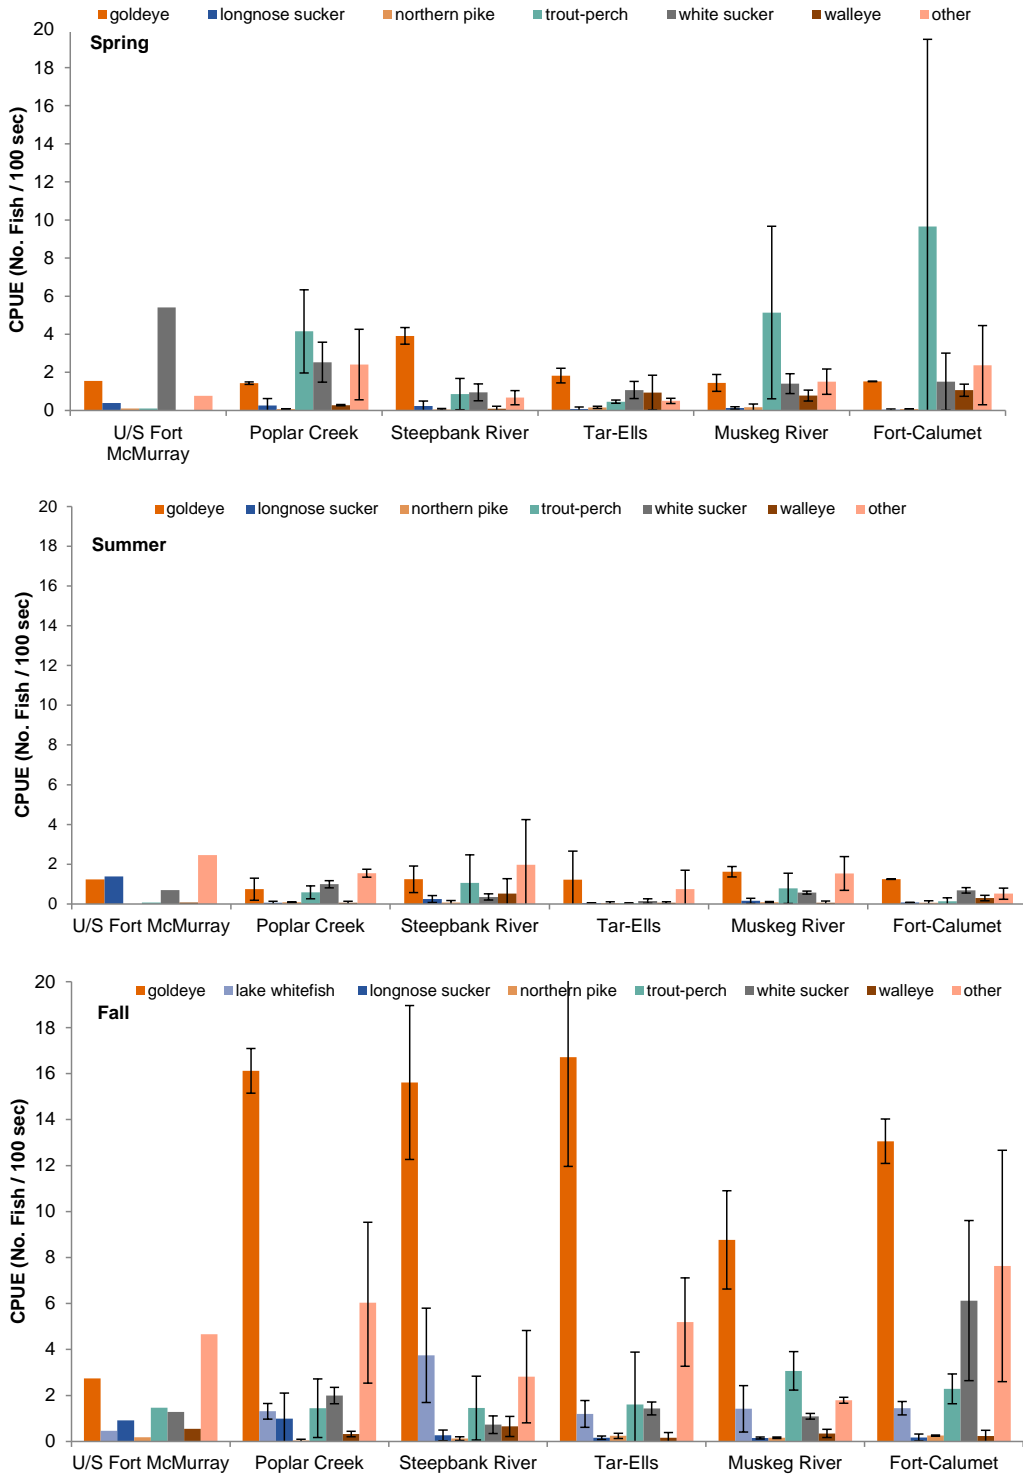 goldeye longnose sucker northern pike trout-perch white sucker walleye other
Spring
CPUE (No. Fish / 100 sec)
20
18
16
14
12
10
8
6
4
2
0
U/S Fort McMurray Poplar Creek Steepbank River Tar-Ells Muskeg River Fort-Calumet
goldeye longnose sucker northern pike trout-perch white sucker walleye other
Summer
CPUE (No. Fish / 100 sec)
20
18
16
14
12
10
8
6
4
2
0
U/S Fort McMurray Poplar Creek Steepbank River Tar-Ells Muskeg River Fort-Calumet
goldeye lake whitefish longnose sucker northern pike trout-perch white sucker walleye other
Fall
CPUE (No. Fish / 100 sec)
20
18
16
14
12
10
8
6
4
2
0
U/S Fort McMurray Poplar Creek Steepbank River Tar-Ells Muskeg River Fort-Calumet